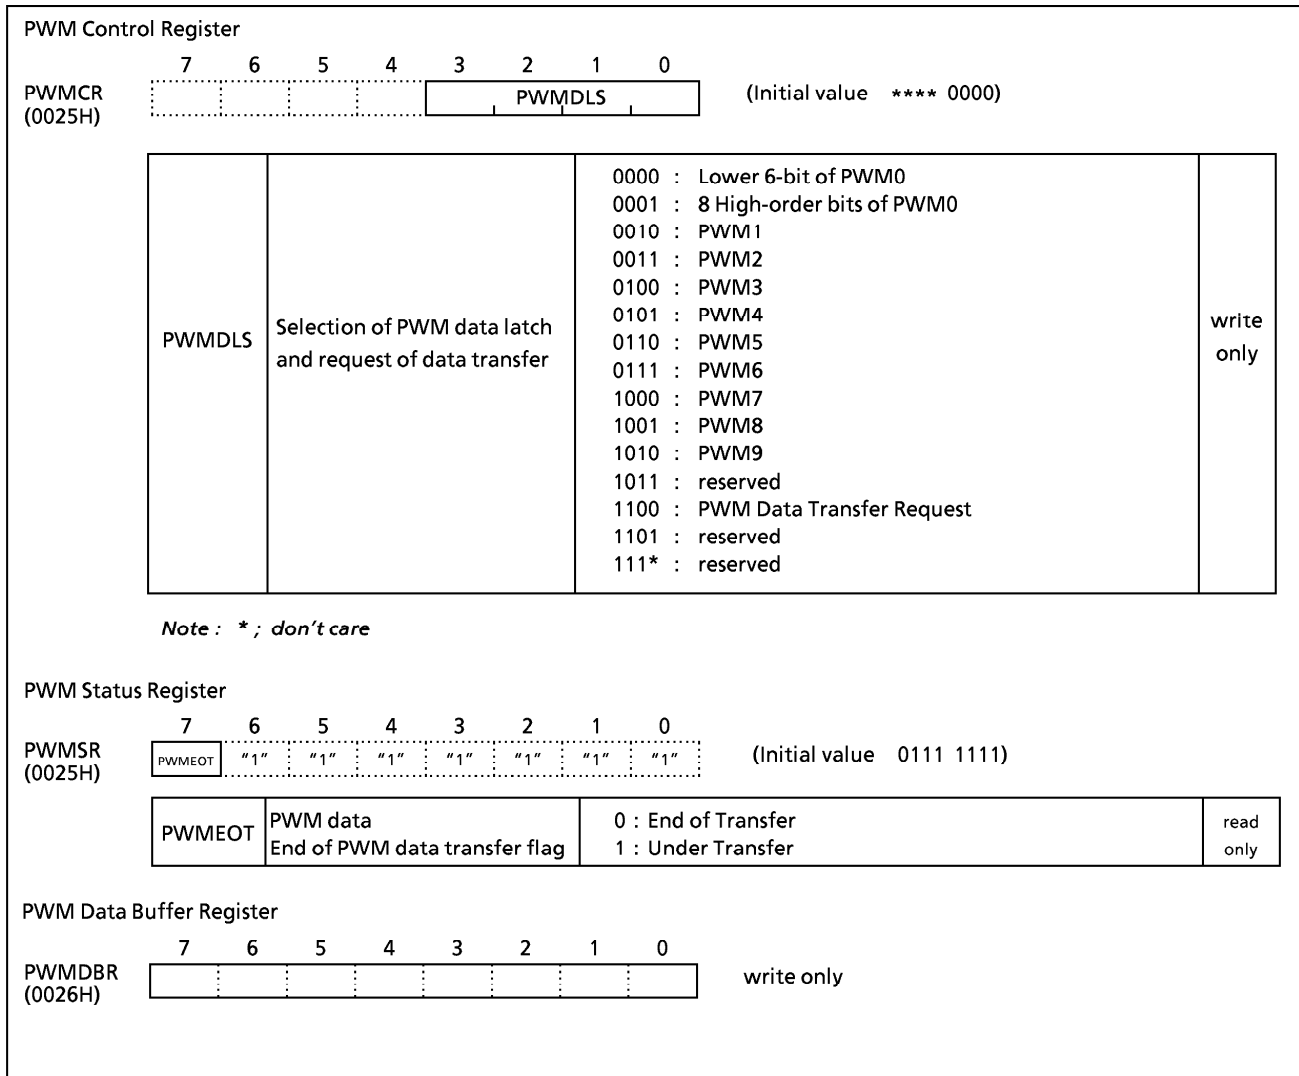 PWM Control Register
7 6 5 4 3 2 1 0
PWMCR PWMDLS (Initial value **** 0000)
(0025H)
0000 : Lower 6-bit of PWM0
0001 : 8 High-order bits of PWM0
0010 : PWM1
0011 : PWM2
0100 : PWM3
0101 : PWM4
PWMDLS Selection of PWM data latch and request of data transfer write only
0110 : PWM5
0111 : PWM6
1000 : PWM7
1001 : PWM8
1010 : PWM9
1011 : reserved
1100 : PWM Data Transfer Request
1101 : reserved
111* : reserved
Note : * ; don't care
PWM Status Register
7 6 5 4 3 2 1 0
PWMSR PWMEOT "1" "1" "1" "1" "1" "1" "1" (Initial value 0111 1111)
(0025H)
PWMEOT PWM data 0 : End of Transfer read
End of PWM data transfer flag 1 : Under Transfer only
PWM Data Buffer Register
7 6 5 4 3 2 1 0
PWMDBR write only
(0026H)